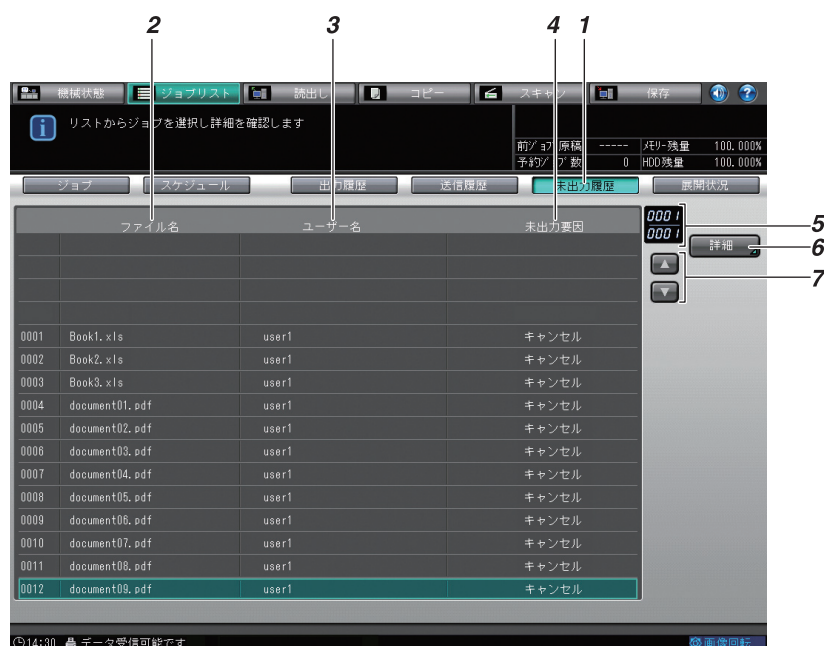 2 3 4 1
機械状態 ジョブリスト 読出し コピー スキャン 保存
リストからジョブを選択し詳細を確認します
前ジョブ原稿 ----- メモリー残量 100.000%
予約ジョブ数 0 HDD残量 100.000%
ジョブ スケジュール 出力履歴 送信履歴 未出力履歴 展開状況
ファイル名 ユーザー名 未出力要因
0001
0001
5
詳細 6
7
0001 Book1.xls user1 キャンセル
0002 Book2.xls user1 キャンセル
0003 Book3.xls user1 キャンセル
0004 document01.pdf user1 キャンセル
0005 document02.pdf user1 キャンセル
0006 document03.pdf user1 キャンセル
0007 document04.pdf user1 キャンセル
0008 document05.pdf user1 キャンセル
0009 document06.pdf user1 キャンセル
0010 document07.pdf user1 キャンセル
0011 document08.pdf user1 キャンセル
0012 document09.pdf user1 キャンセル
14:30 データ受信可能です 画像回転